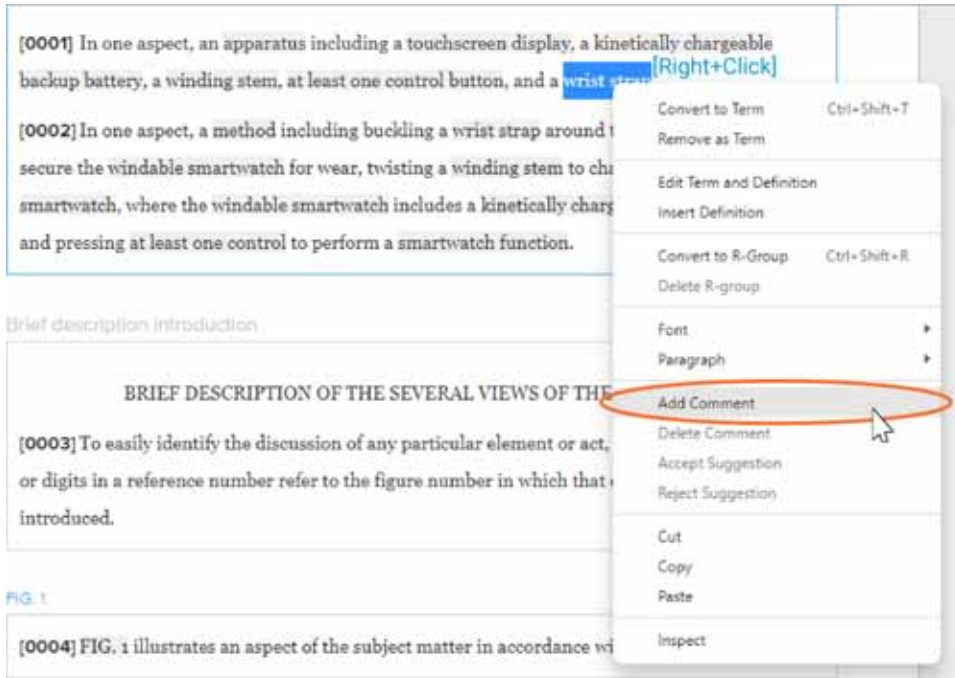 [0001] In one aspect, an apparatus including a touchscreen display, a kinetically chargeable
backup battery, a winding stem, at least one control button, and a wrist strap
[Right+Click]
[0002] In one aspect, a method including buckling a wrist strap around
secure the windable smartwatch for wear, twisting a winding stem to
smartwatch, where the windable smartwatch includes a kinetically
and pressing at least one control to perform a smartwatch function.
Brief description introduction
BRIEF DESCRIPTION OF THE SEVERAL VIEWS OF THE
[0003] To easily identify the discussion of any particular element or act,
or digits in a reference number refer to the figure number in which that
introduced.
FIG. 1
[0004] FIG. 1 illustrates an aspect of the subject matter in accordance
Convert to Term Ctrl+Shift+T
Remove as Term
Edit Term and Definition
Insert Definition
Convert to R-Group Ctrl+Shift+R
Delete R-group
Font
Paragraph
Add Comment
Delete Comment
Accept Suggestion
Reject Suggestion
Cut
Copy
Paste
Inspect